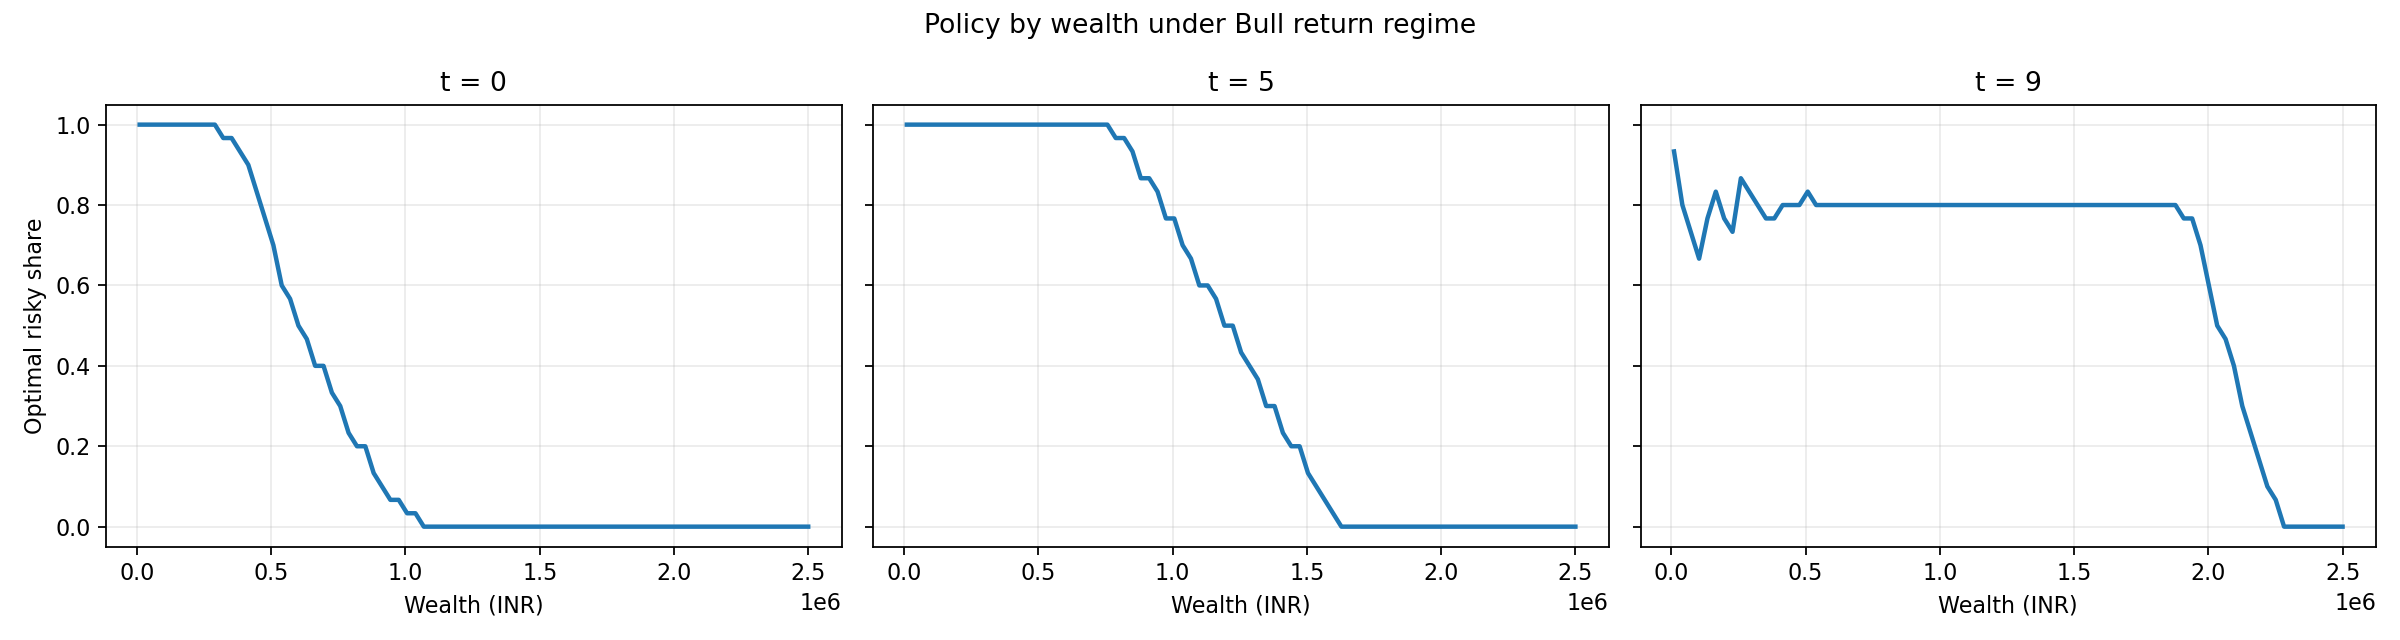 Policy by wealth under Bull return regime
t = 0
t = 5
t = 9
Optimal risky share
1.0
0.8
0.6
0.4
0.2
0.0
0.0 0.5 1.0 1.5 2.0 2.5
1e6
Wealth (INR)
0.0 0.5 1.0 1.5 2.0 2.5
1e6
Wealth (INR)
0.0 0.5 1.0 1.5 2.0 2.5
1e6
Wealth (INR)